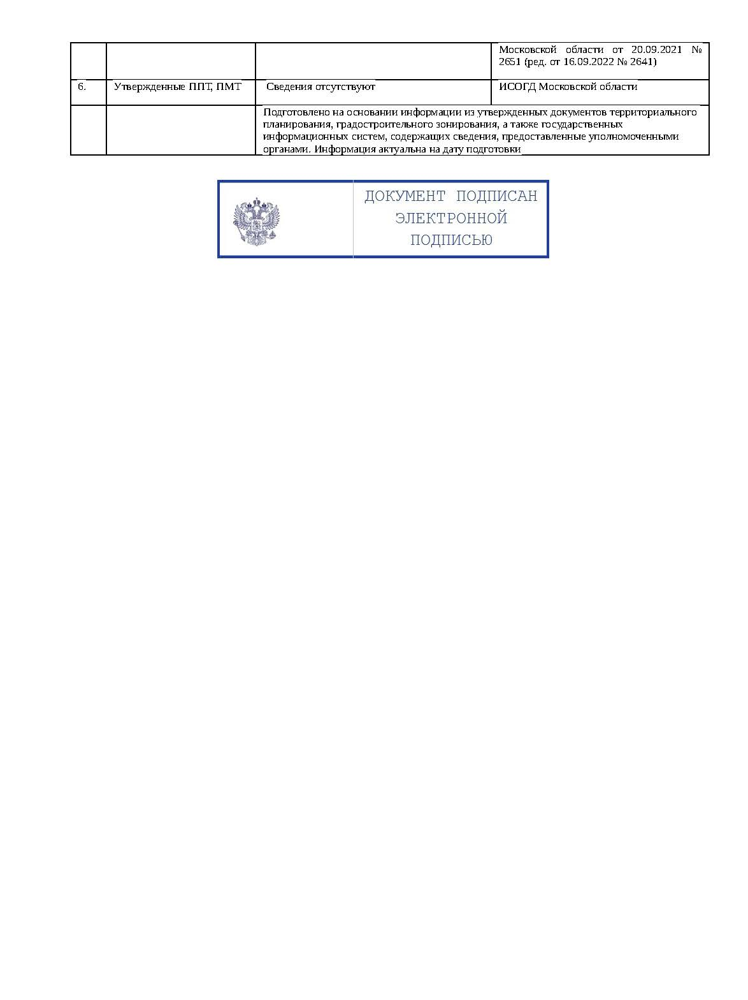 Московской области от 20.09.2021 №
2651 (ред. от 16.09.2022 № 2641)
6. Утвержденные ППТ, ПМТ Сведения отсутствуют ИСОГД Московской области
Подготовлено на основании информации из утвержденных документов территориального
планирования, градостроительного зонирования, а также государственных
информационных систем, содержащих сведения, предоставленные уполномоченными
органами. Информация актуальна на дату подготовки
ДОКУМЕНТ ПОДПИСАН
ЭЛЕКТРОННОЙ
ПОДПИСЬЮ